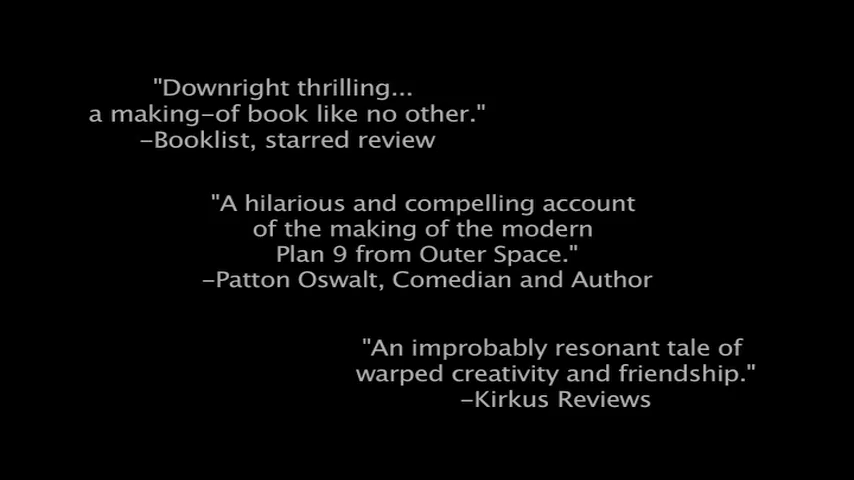 "Downright thrilling...
a making-of book like no other."
-Booklist, starred review
"A hilarious and compelling account
of the making of the modern
Plan 9 from Outer Space."
-Patton Oswalt, Comedian and Author
"An improbably resonant tale of
warped creativity and friendship."
-Kirkus Reviews